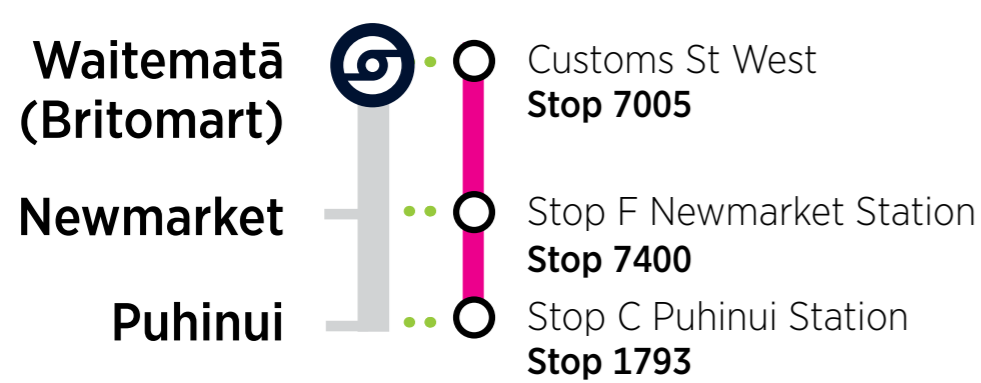 Waitematā
(Britomart)
Customs St West
Stop 7005
Newmarket
Stop F Newmarket Station
Stop 7400
Puhinui
Stop C Puhinui Station
Stop 1793